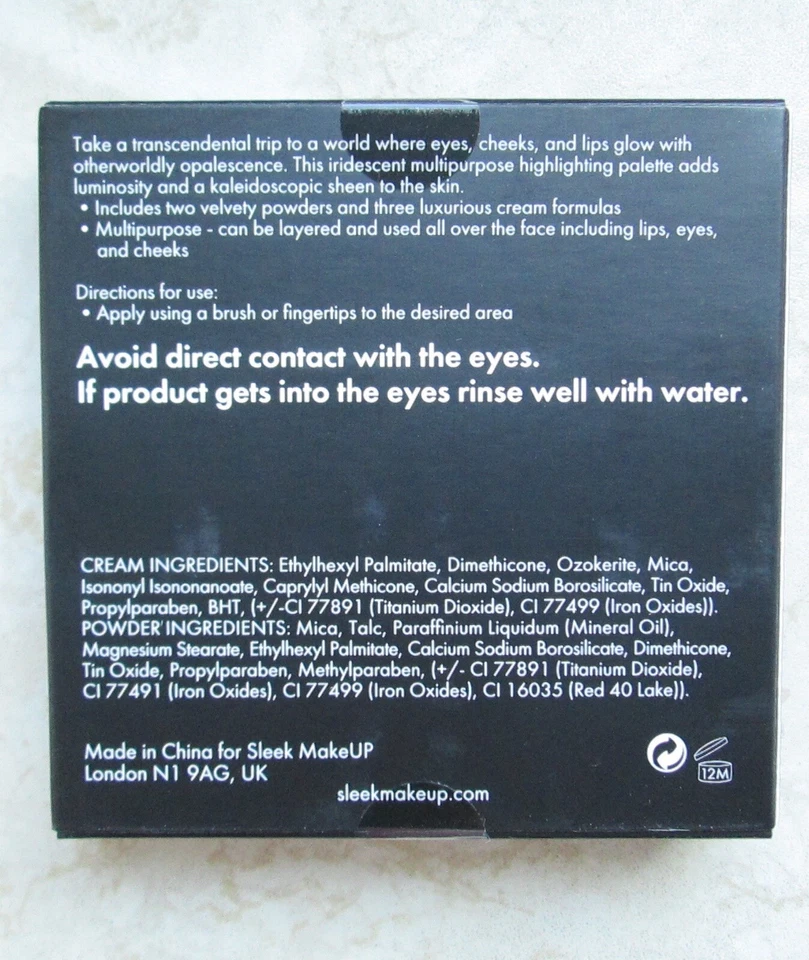 Take a transcendental trip to a world where eyes, cheeks, and lips glow with
otherworldly opalescence. This iridescent multipurpose highlighting palette adds
luminosity and a kaleidoscopic sheen to the skin.
• Includes two velvety powders and three luxurious cream formulas
• Multipurpose - can be layered and used all over the face including lips, eyes,
and cheeks
Directions for use:
• Apply using a brush or fingertips to the desired area
Avoid direct contact with the eyes.
If product gets into the eyes rinse well with water.
CREAM INGREDIENTS: Ethylhexyl Palmitate, Dimethicone, Ozokerite, Mica,
Isononyl Isononanoate, Caprylyl Methicone, Calcium Sodium Borosilicate, Tin Oxide,
Propylparaben, BHT, (+/-CI 77891 (Titanium Dioxide), CI 77499 (Iron Oxides)).
POWDER INGREDIENTS: Mica, Talc, Paraffinium Liquidum (Mineral Oil),
Magnesium Stearate, Ethylhexyl Palmitate, Calcium Sodium Borosilicate, Dimethicone,
Tin Oxide, Propylparaben, Methylparaben, (+/- CI 77891 (Titanium Dioxide),
CI 77491 (Iron Oxides), CI 77499 (Iron Oxides), CI 16035 (Red 40 Lake)).
Made in China for Sleek MakeUP
London N1 9AG, UK
12M
sleekmakeup.com